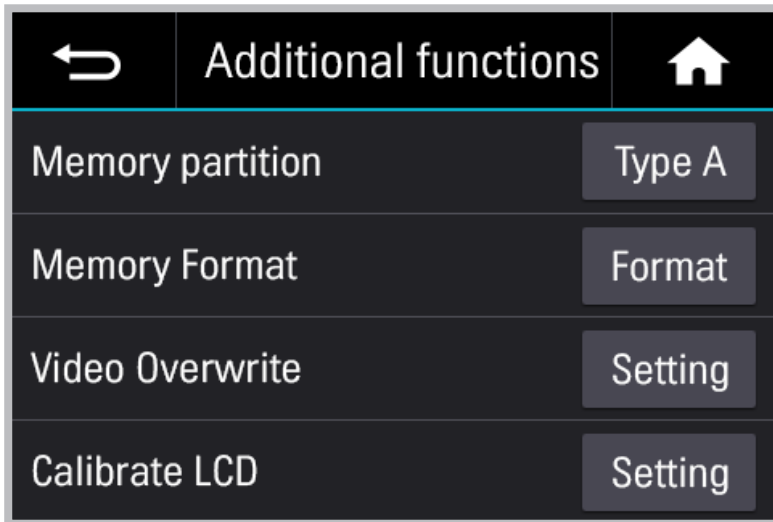 Additional functions
Memory partition Type A
Memory Format Format
Video Overwrite Setting
Calibrate LCD Setting